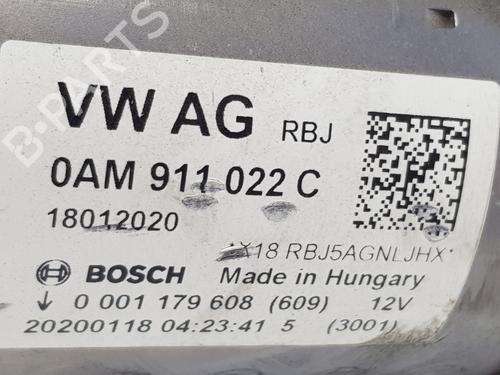 VW AG RBJ
0AM 911 022 C
18012020
*X18 RBJ5AGNLJHX*
BOSCH Made in Hungary
↓ 0 001 179 608 (609) 12V
20200118 04:23:41 5 (3001)
B-PARTS